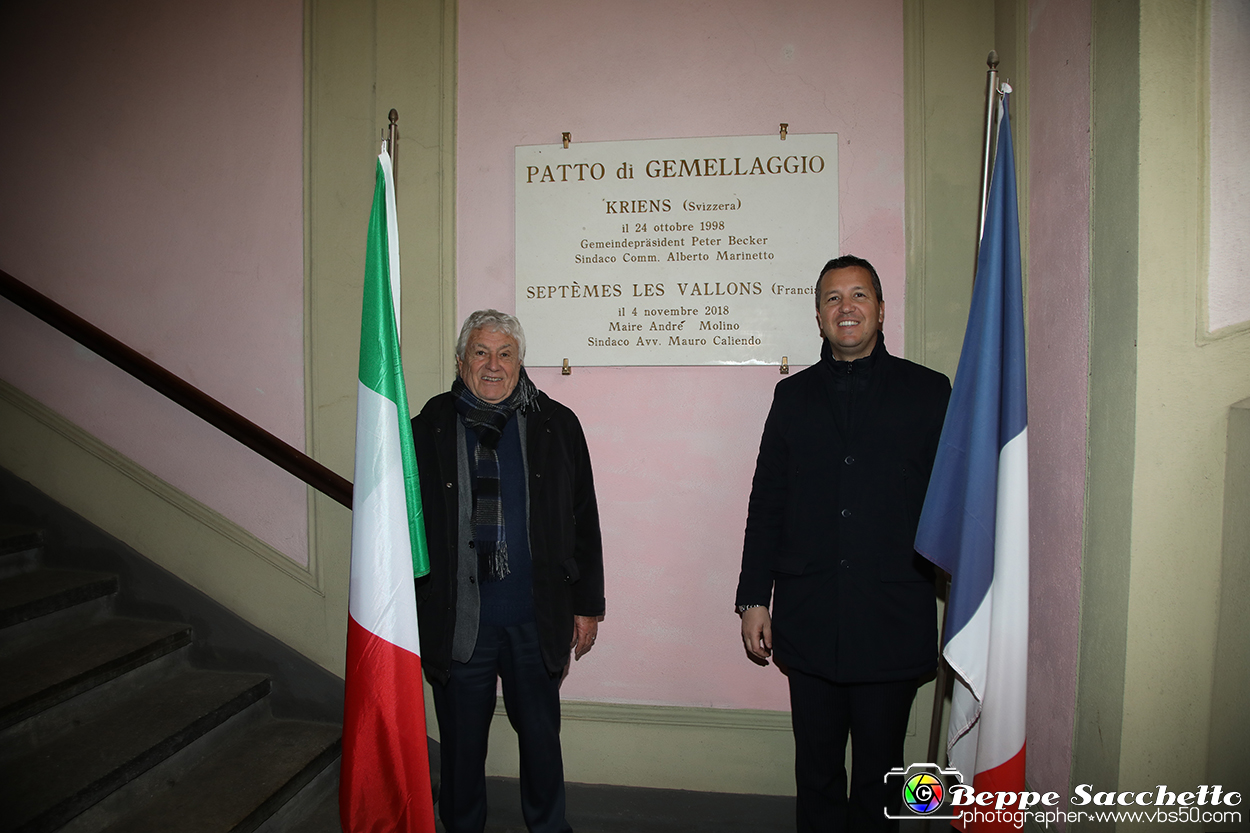 PATTO di GEMELLAGGIO
KRIENS (Svizzera)
il 24 ottobre 1998
Gemeindepräsident Peter Becker
Sindaco Comm. Alberto Marinetto
SEPTÈMES LES VALLONS (Francia
il 4 novembre 2018
Maire André Molino
Sindaco Avv. Mauro Caliendo
C
Beppe Sacchetto
photographer★www.vbs50.com